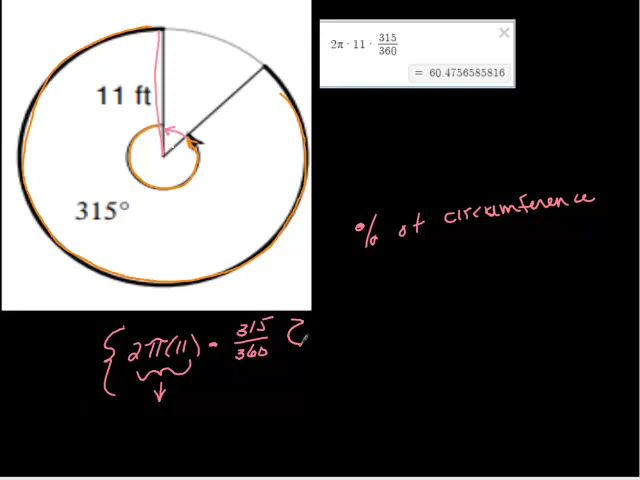 2π · 11 · 315/360
= 60.4756585816
11 ft
315°
% of circumference
{ 2π(11) · 315/360